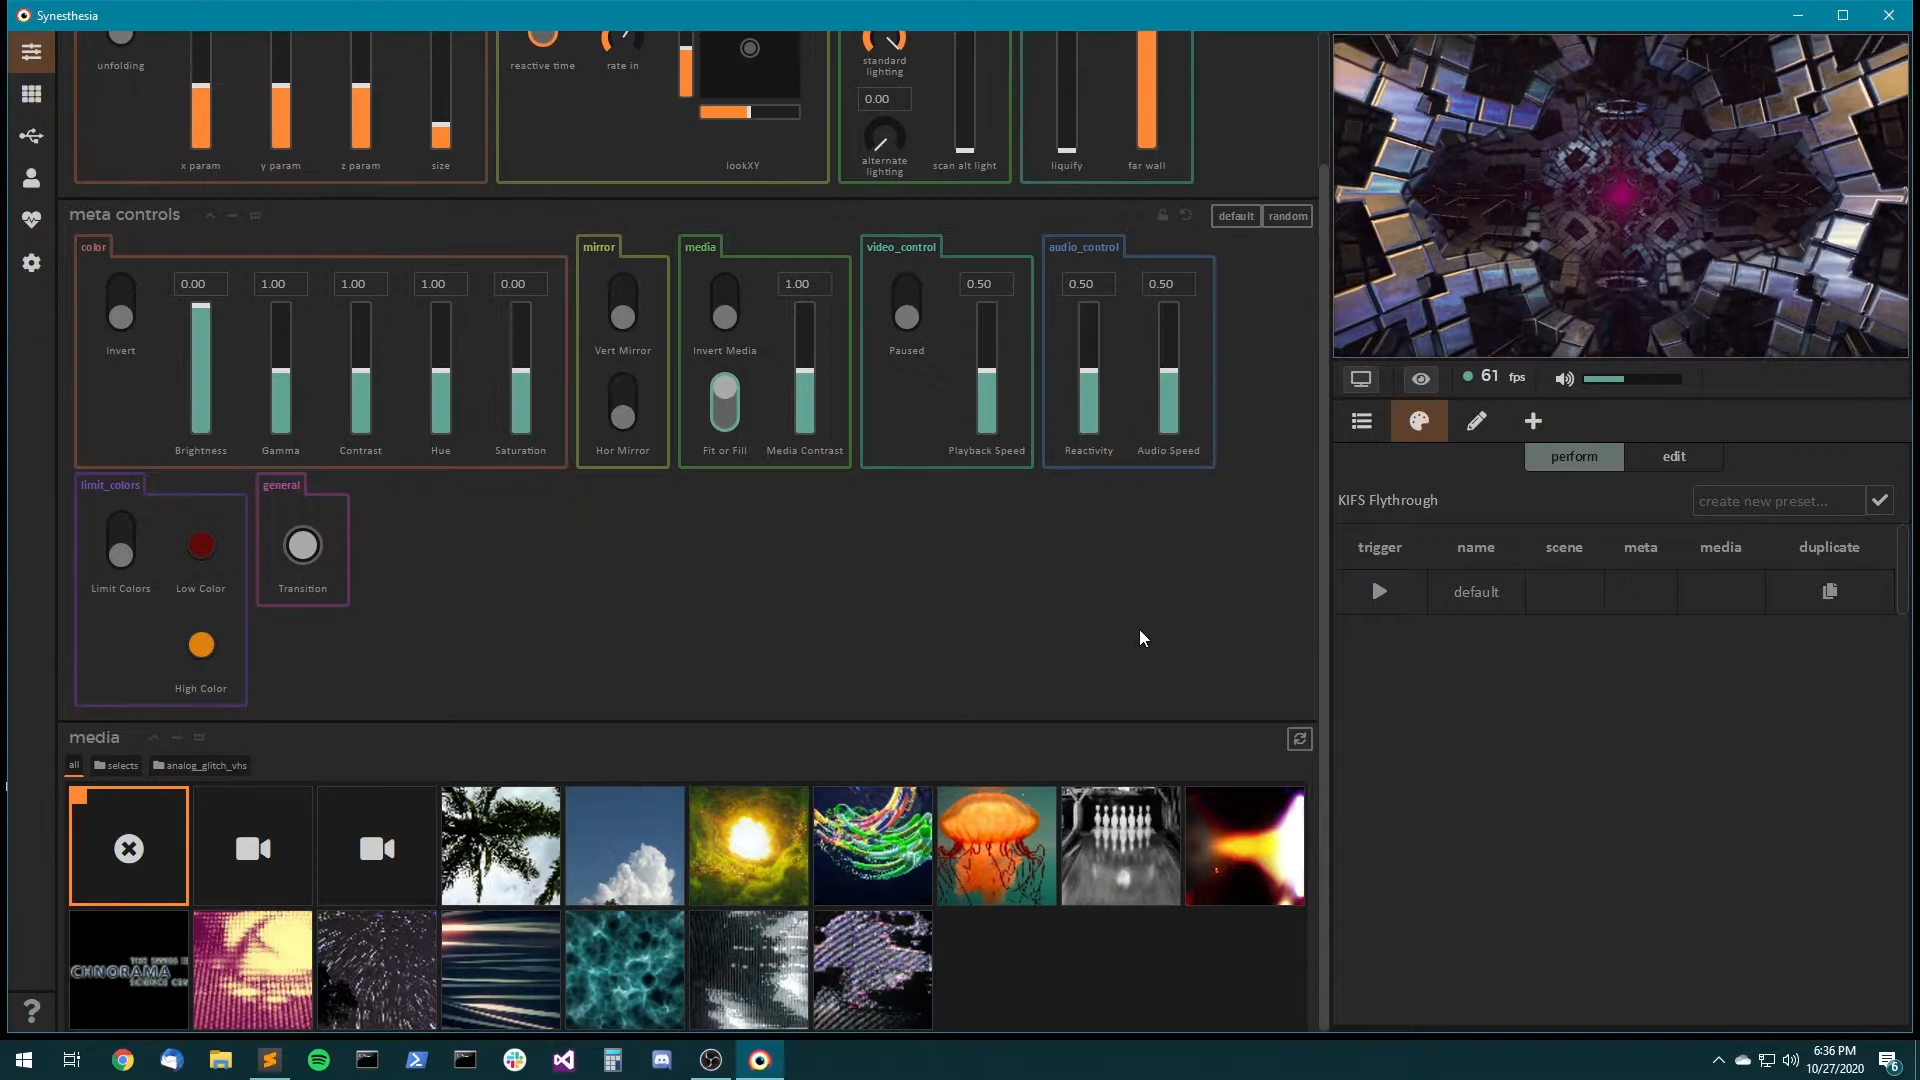 Synesthesia
unfolding
x param
y param
z param
size
reactive time
rate in
lookXY
standard
lighting
0.00
alternate
lighting
scan alt light
liquify
far wall
meta controls
default
random
color
0.00
1.00
1.00
1.00
0.00
Invert
Brightness
Gamma
Contrast
Hue
Saturation
mirror
Vert Mirror
Hor Mirror
media
1.00
Invert Media
Fit or Fill
Media Contrast
video_control
0.50
Paused
Playback Speed
audio_control
0.50
0.50
Reactivity
Audio Speed
limit_colors
Limit Colors
Low Color
High Color
general
Transition
media
all
selects
analog_glitch_vhs
CHNORAMA
61 fps
perform
edit
KIFS Flythrough
create new preset...
trigger
name
scene
meta
media
duplicate
default
?
6:36 PM
10/27/2020
6